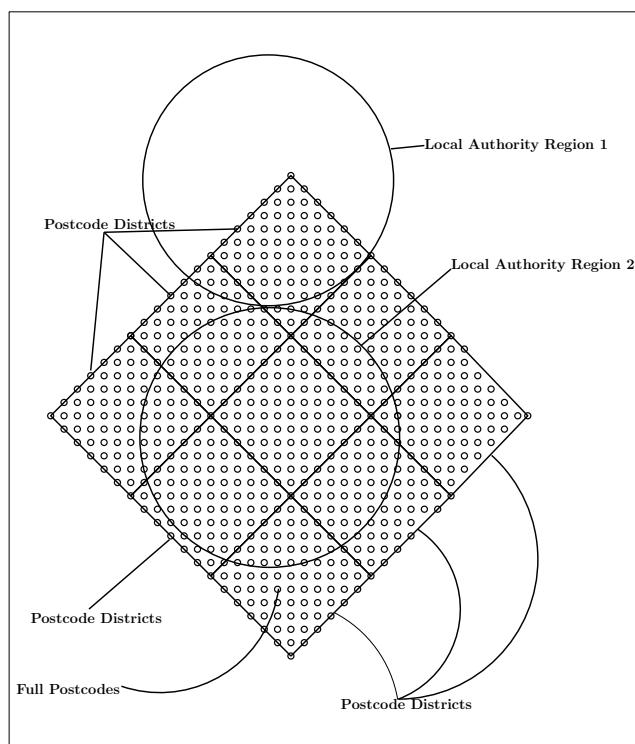 Local Authority Region 1
Postcode Districts
Local Authority Region 2
Postcode Districts
Full Postcodes
Postcode Districts